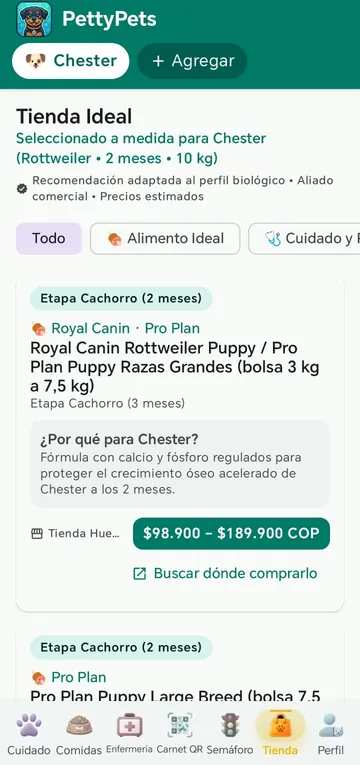 PettyPets
Chester
+ Agregar
Tienda Ideal
Seleccionado a medida para Chester
(Rottweiler • 2 meses • 10 kg)
Recomendación adaptada al perfil biológico • Aliado
comercial • Precios estimados
Todo
Alimento Ideal
Cuidado y
Etapa Cachorro (2 meses)
Royal Canin · Pro Plan
Royal Canin Rottweiler Puppy / Pro
Plan Puppy Razas Grandes (bolsa 3 kg
a 7,5 kg)
Etapa Cachorro (3 meses)
¿Por qué para Chester?
Fórmula con calcio y fósforo regulados para
proteger el crecimiento óseo acelerado de
Chester a los 2 meses.
Tienda Hue...
$98.900 – $189.900 COP
Buscar dónde comprarlo
Etapa Cachorro (2 meses)
Pro Plan
Pro Plan Puppy Large Breed (bolsa 7,5
Cuidado
Comidas
Enfermería
Carnet QR
Semáforo
Tienda
Perfil